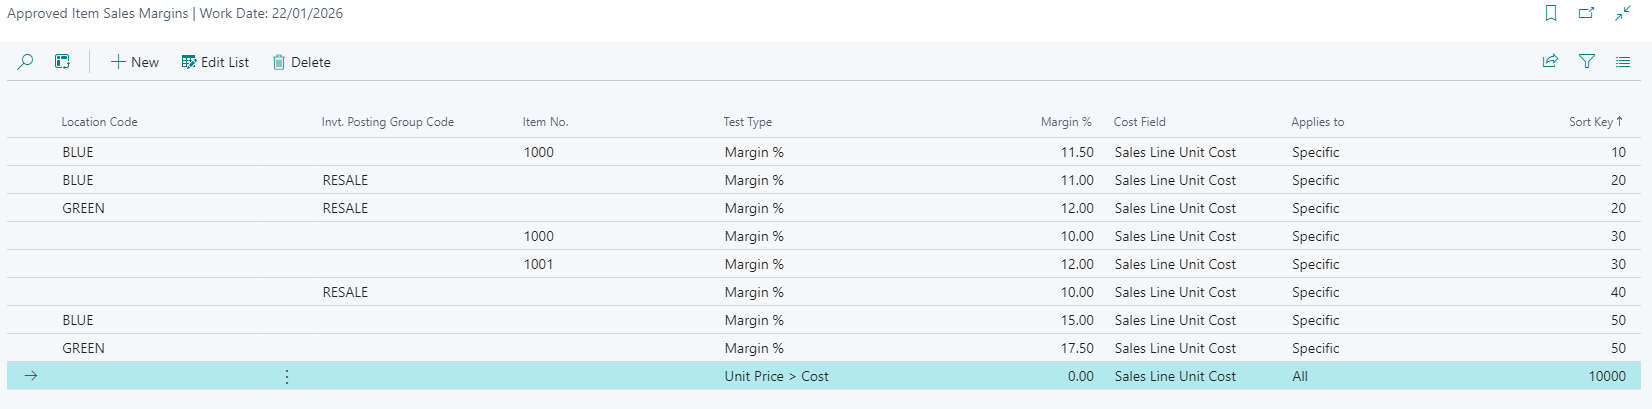 Approved Item Sales Margins | Work Date: 22/01/2026
New Edit List Delete
Location Code Invt. Posting Group Code Item No. Test Type Margin % Cost Field Applies to Sort Key ↑
BLUE 1000 Margin % 11.50 Sales Line Unit Cost Specific 10
BLUE RESALE Margin % 11.00 Sales Line Unit Cost Specific 20
GREEN RESALE Margin % 12.00 Sales Line Unit Cost Specific 20
1000 Margin % 10.00 Sales Line Unit Cost Specific 30
1001 Margin % 12.00 Sales Line Unit Cost Specific 30
RESALE Margin % 10.00 Sales Line Unit Cost Specific 40
BLUE Margin % 15.00 Sales Line Unit Cost Specific 50
GREEN Margin % 17.50 Sales Line Unit Cost Specific 50
Unit Price > Cost 0.00 Sales Line Unit Cost All 10000